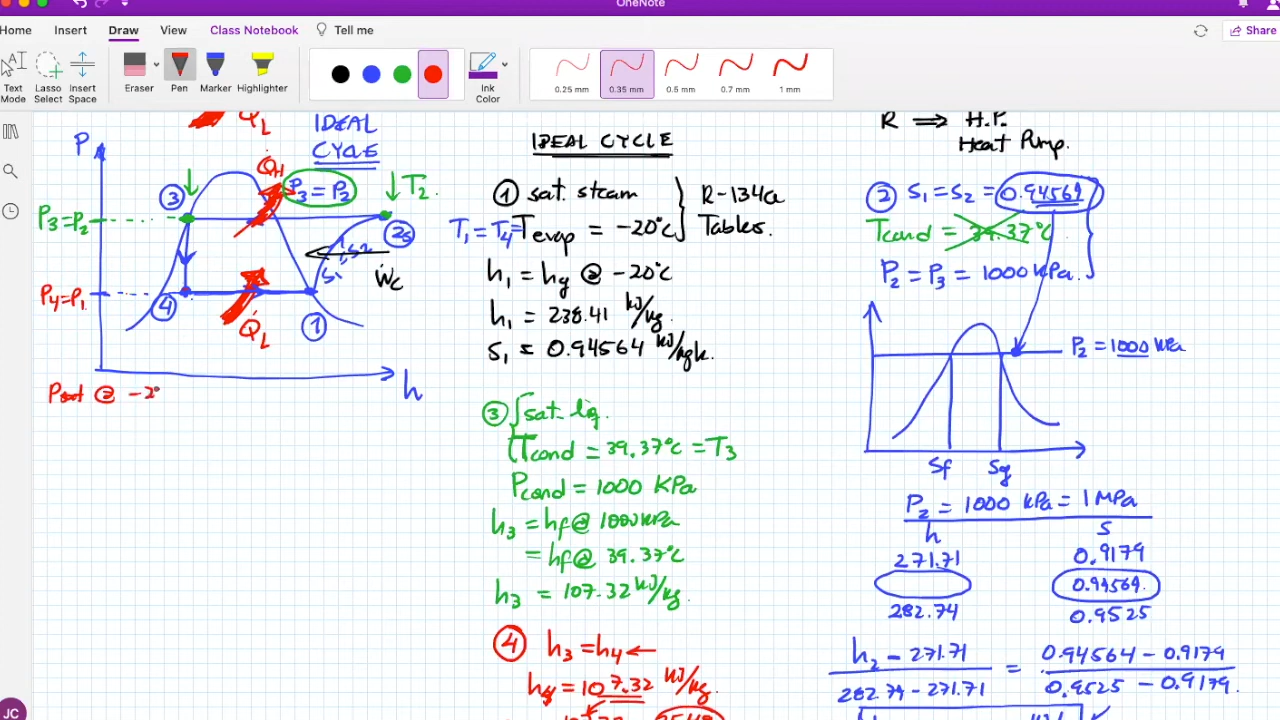 OneNote
Home Insert Draw View Class Notebook Tell me
Share
Text Mode
Lasso Select
Insert Space
Eraser
Pen
Marker
Highlighter
Ink Color
0.25 mm
0.35 mm
0.5 mm
0.7 mm
1 mm
QL
IDEAL CYCLE
P
QH
3
P3 = P2
T2
P3=P2
2s
S1
Wc
P4=P1
4
QL
1
h
Psat @ -2
IDEAL CYCLE
1 sat. steam
T1 = T4 = Tevap = -20°C
R-134a
Tables.
h1 = hg @ -20°C
h1 = 238.41 kJ/kg
S1 = 0.94564 kJ/kgK.
3 sat. liq.
Tcond = 39.37°C = T3
Pcond = 1000 KPa
h3 = hf @ 1000 KPa
= hf @ 39.37°C
h3 = 107.32 kJ/kg.
4 h3 = h4 ←
h4 = 107.32 kJ/kg.
R ⟹ H.P.
Heat Pump.
2 S1 = S2 = 0.94564
Tcond = 39.37°C
P2 = P3 = 1000 KPa.
P2 = 1000 KPa
Sf
Sg
P2 = 1000 KPa = 1 MPa
h s
271.71 0.9179
0.94564
282.74 0.9525
h2 - 271.71 = 0.94564 - 0.9179
282.74 - 271.71 0.9525 - 0.9179
JC